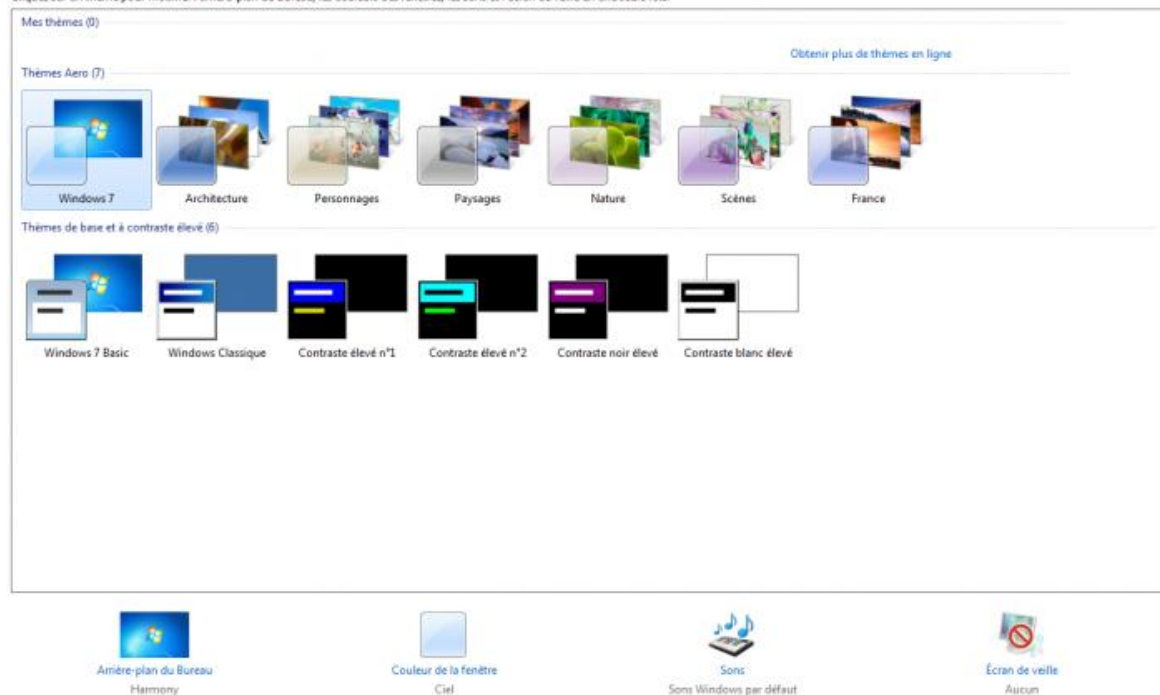 Mes thèmes (0)
Obtenir plus de thèmes en ligne
Thèmes Aero (7)
Windows 7 Architecture Personnages Paysages Nature Scènes France
Thèmes de base et à contraste élevé (6)
Windows 7 Basic Windows Classique Contraste élevé n°1 Contraste élevé n°2 Contraste noir élevé Contraste blanc élevé
Arrière-plan du Bureau Couleur de la fenêtre Sons Écran de veille
Harmony Ciel Sons Windows par défaut Aucun